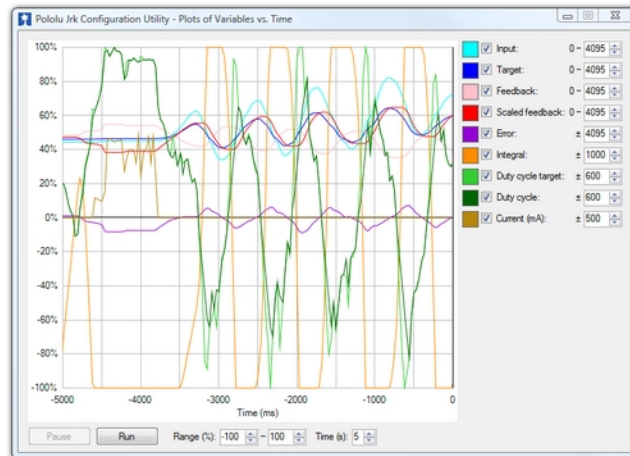 Pololu Jrk Configuration Utility - Plots of Variables vs. Time
100%
80%
60%
40%
20%
0%
-20%
-40%
-60%
-80%
-100%
-5000 -4000 -3000 -2000 -1000 0
Time (ms)
Input: 0 – 4095
Target: 0 – 4095
Feedback: 0 – 4095
Scaled feedback: 0 – 4095
Error: ± 4095
Integral: ± 1000
Duty cycle target: ± 600
Duty cycle: ± 600
Current (mA): ± 500
Pause Run Range (%): -100 – 100 Time (s): 5